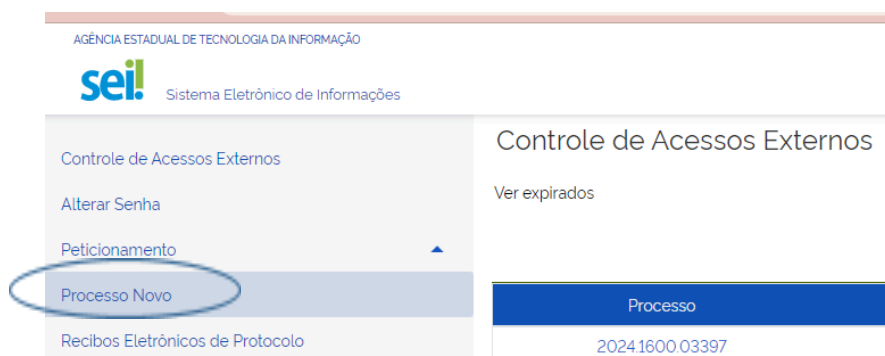 AGÊNCIA ESTADUAL DE TECNOLOGIA DA INFORMAÇÃO
sei!
Sistema Eletrônico de Informações
Controle de Acessos Externos
Alterar Senha
Peticionamento
Processo Novo
Recibos Eletrônicos de Protocolo
Controle de Acessos Externos
Ver expirados
Processo
2024.1600.03397